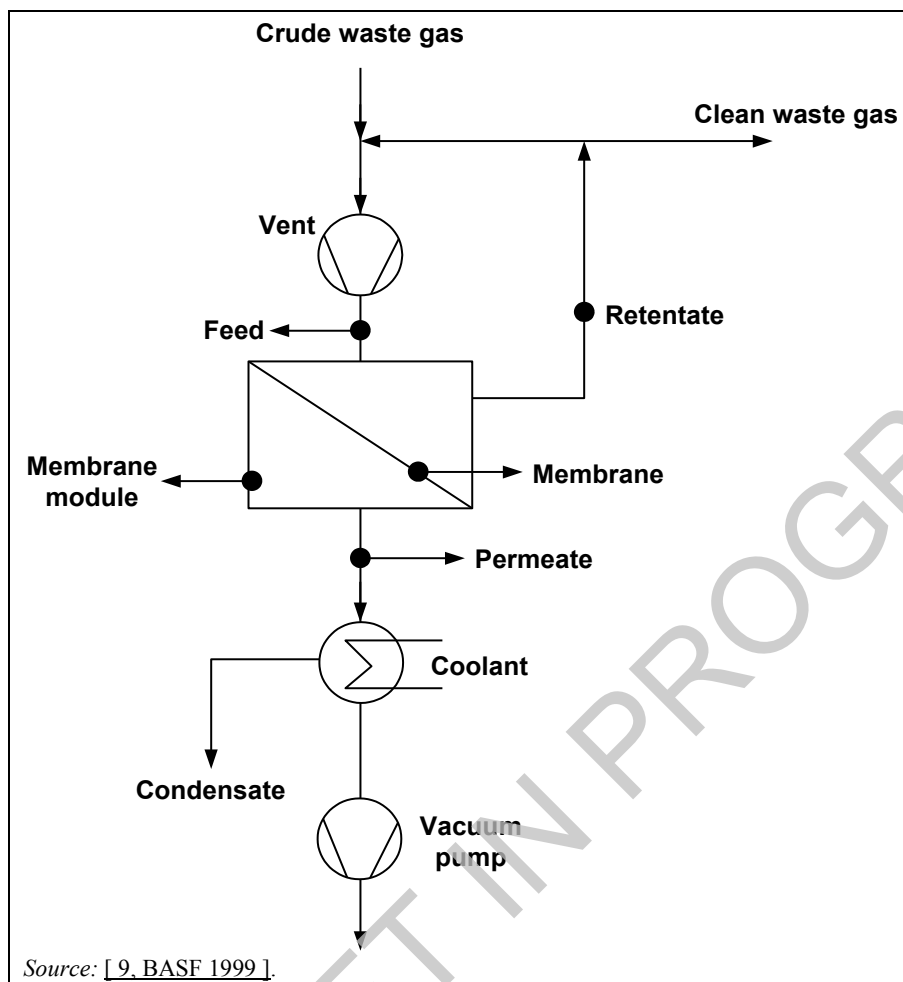 Crude waste gas
Clean waste gas
Vent
Feed
Retentate
Membrane
module
Membrane
Permeate
Coolant
Condensate
Vacuum
pump
Source: [ 9, BASF 1999 ].